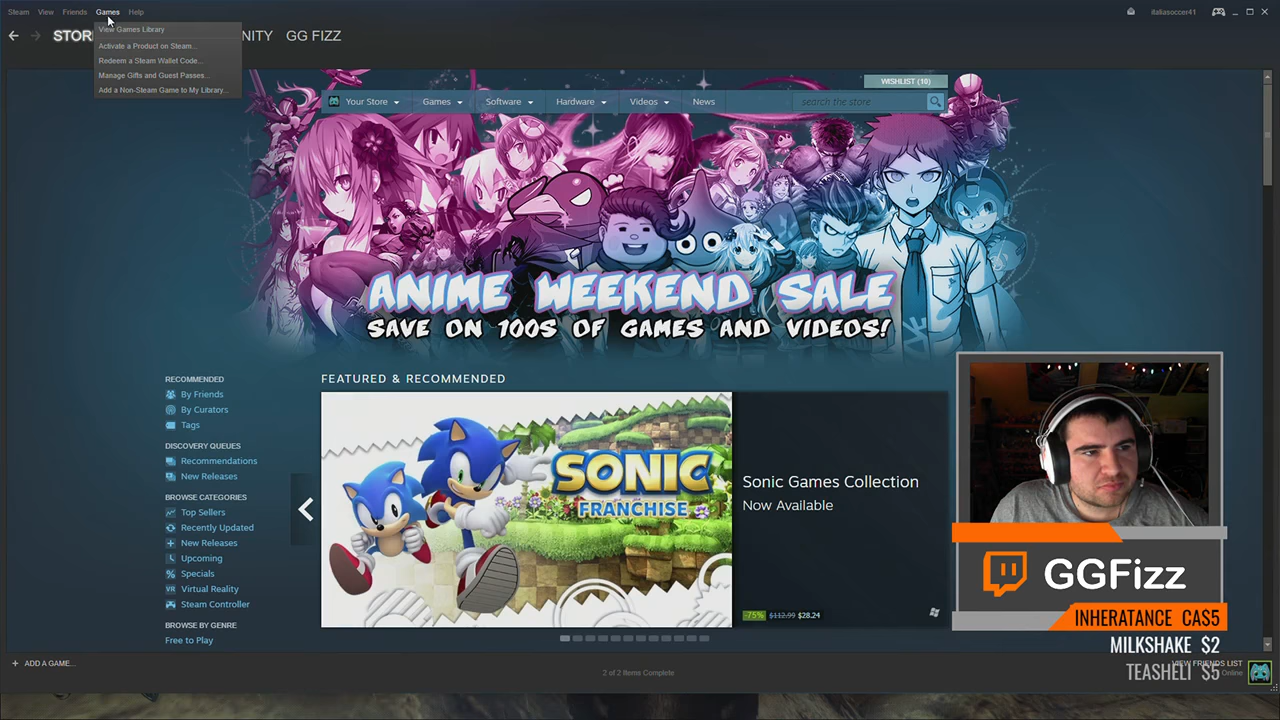 Steam View Friends Games Help
italiasoccer41
View Games Library
Activate a Product on Steam...
Redeem a Steam Wallet Code...
Manage Gifts and Guest Passes...
Add a Non-Steam Game to My Library...
STOR NITY GG FIZZ
WISHLIST (10)
Your Store Games Software Hardware Videos News
search the store
ANIME WEEKEND SALE
SAVE ON 100S OF GAMES AND VIDEOS!
RECOMMENDED
By Friends
By Curators
Tags
DISCOVERY QUEUES
Recommendations
New Releases
BROWSE CATEGORIES
Top Sellers
Recently Updated
New Releases
Upcoming
Specials
VR Virtual Reality
Steam Controller
BROWSE BY GENRE
Free to Play
FEATURED & RECOMMENDED
SONIC
FRANCHISE
Sonic Games Collection
Now Available
-75% $112.99 $28.24
GGFizz
INHERATANCE CAS5
MILKSHAKE $2
TEASHELI $5
+ ADD A GAME...
2 of 2 Items Complete
VIEW FRIENDS LIST
Online